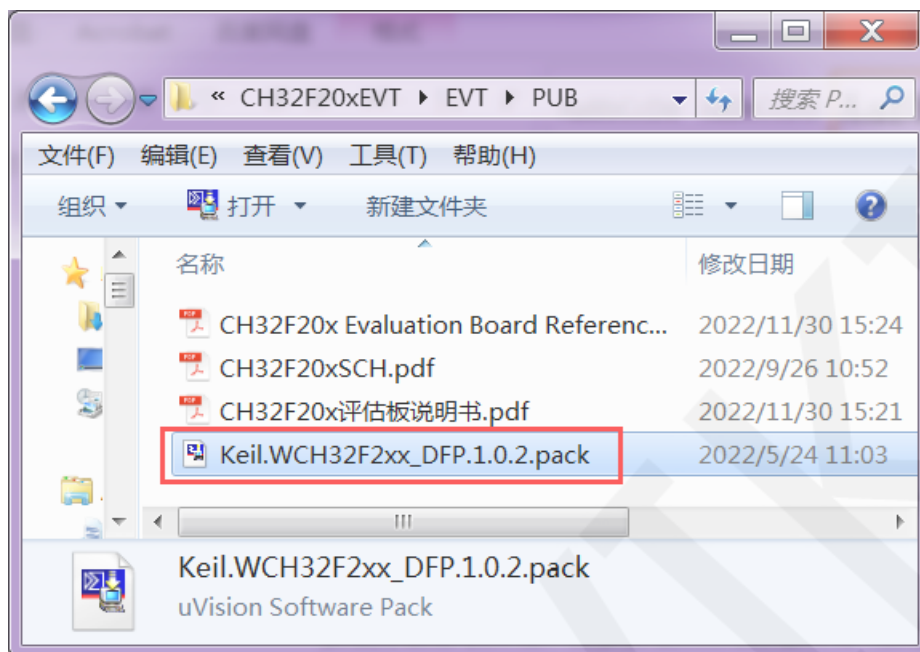 CH32F20xEVT ▸ EVT ▸ PUB
搜索 P...
文件(F) 编辑(E) 查看(V) 工具(T) 帮助(H)
组织 打开 新建文件夹
名称 修改日期
CH32F20x Evaluation Board Referenc... 2022/11/30 15:24
CH32F20xSCH.pdf 2022/9/26 10:52
CH32F20x评估板说明书.pdf 2022/11/30 15:21
Keil.WCH32F2xx_DFP.1.0.2.pack 2022/5/24 11:03
Keil.WCH32F2xx_DFP.1.0.2.pack
uVision Software Pack